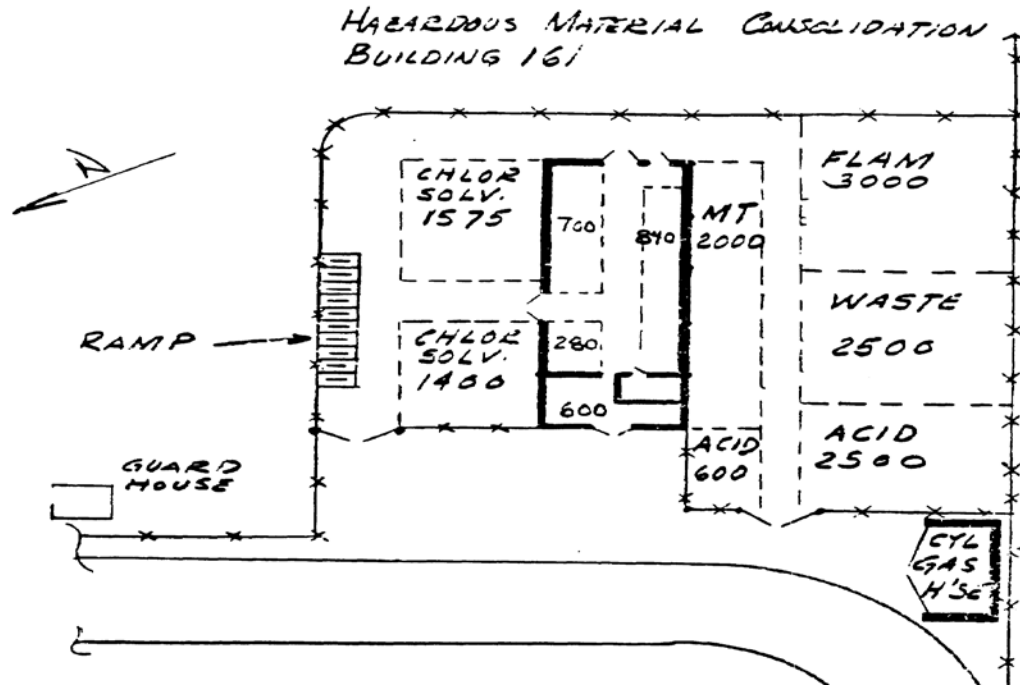 HAZARDOUS MATERIAL CONSOLIDATION
BUILDING 161
N
CHLOR
SOLV.
1575
700
840
MT
2000
FLAM
3000
RAMP
CHLOR
SOLV.
1400
280
600
WASTE
2500
ACID
600
ACID
2500
GUARD
HOUSE
CYL
GAS
H'SE